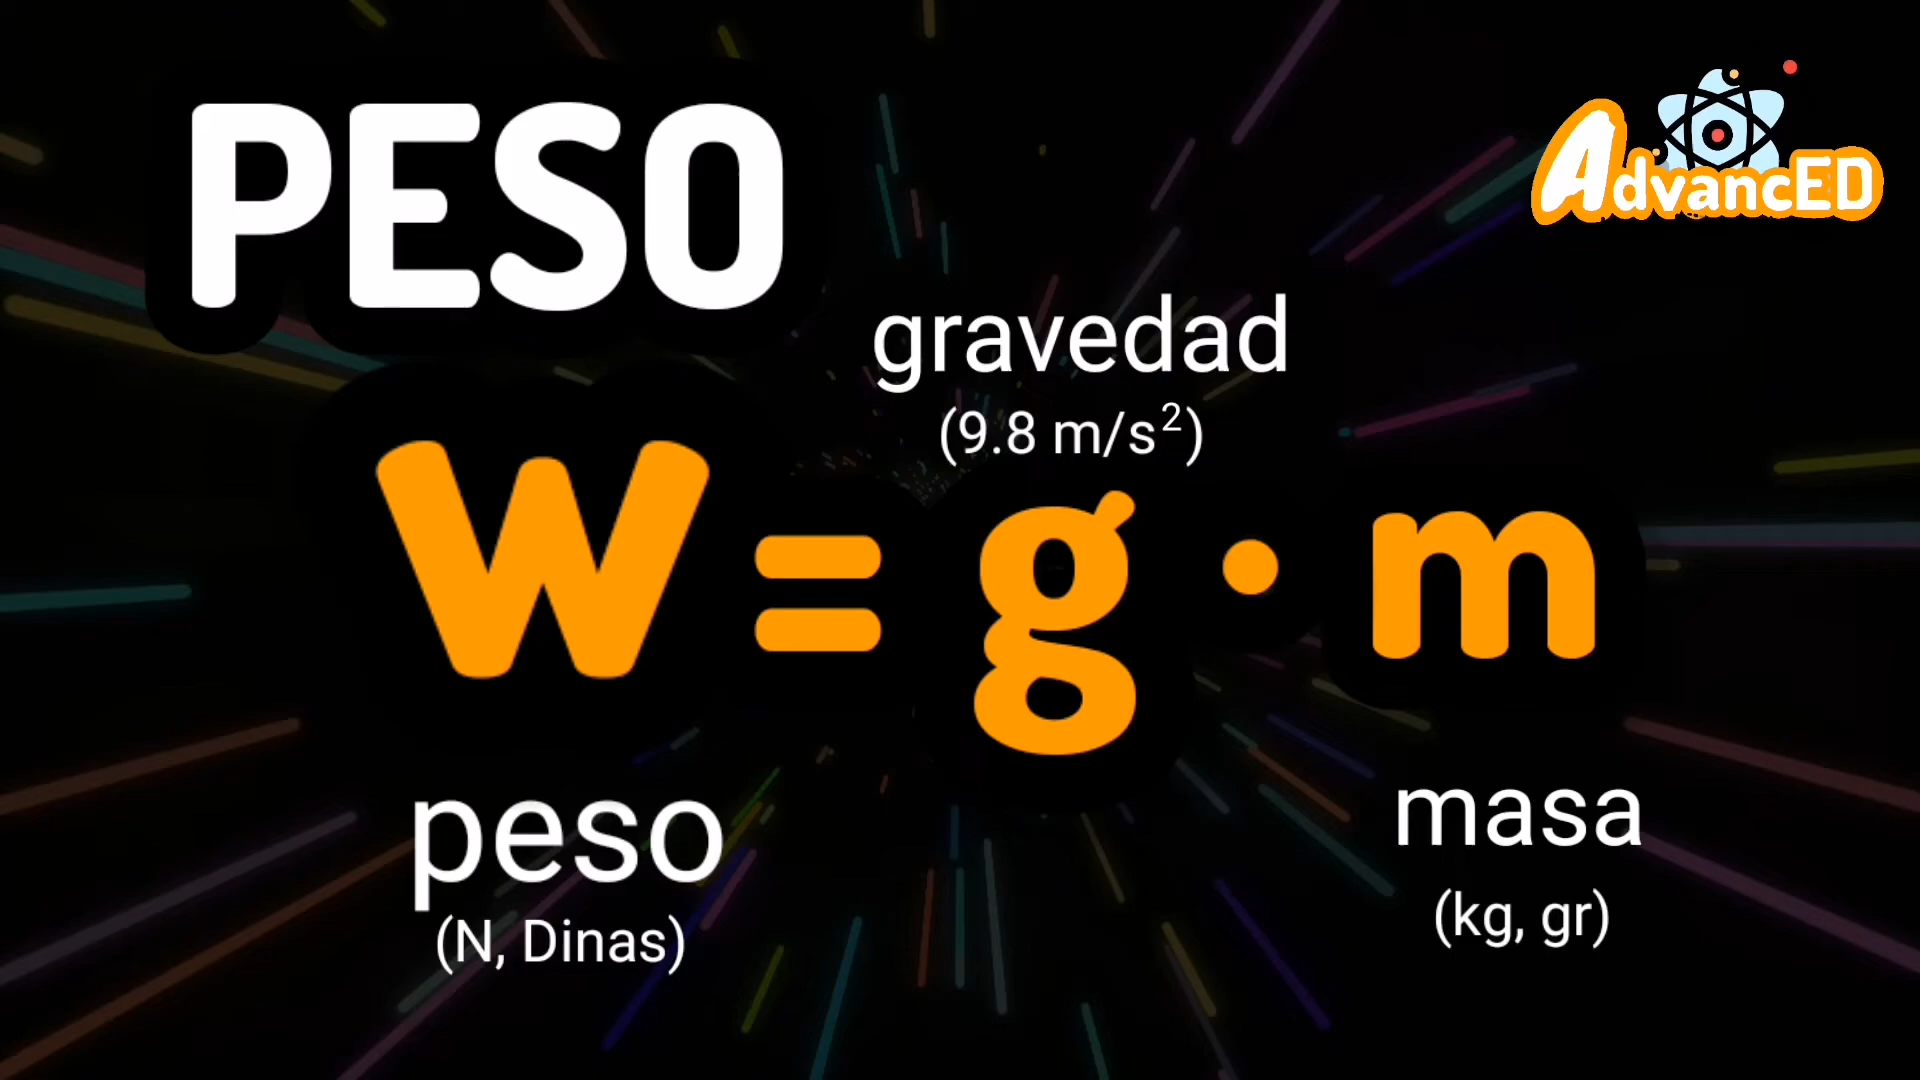 PESO
AdvancED
gravedad
(9.8 m/s²)
W = g · m
peso
(N, Dinas)
masa
(kg, gr)